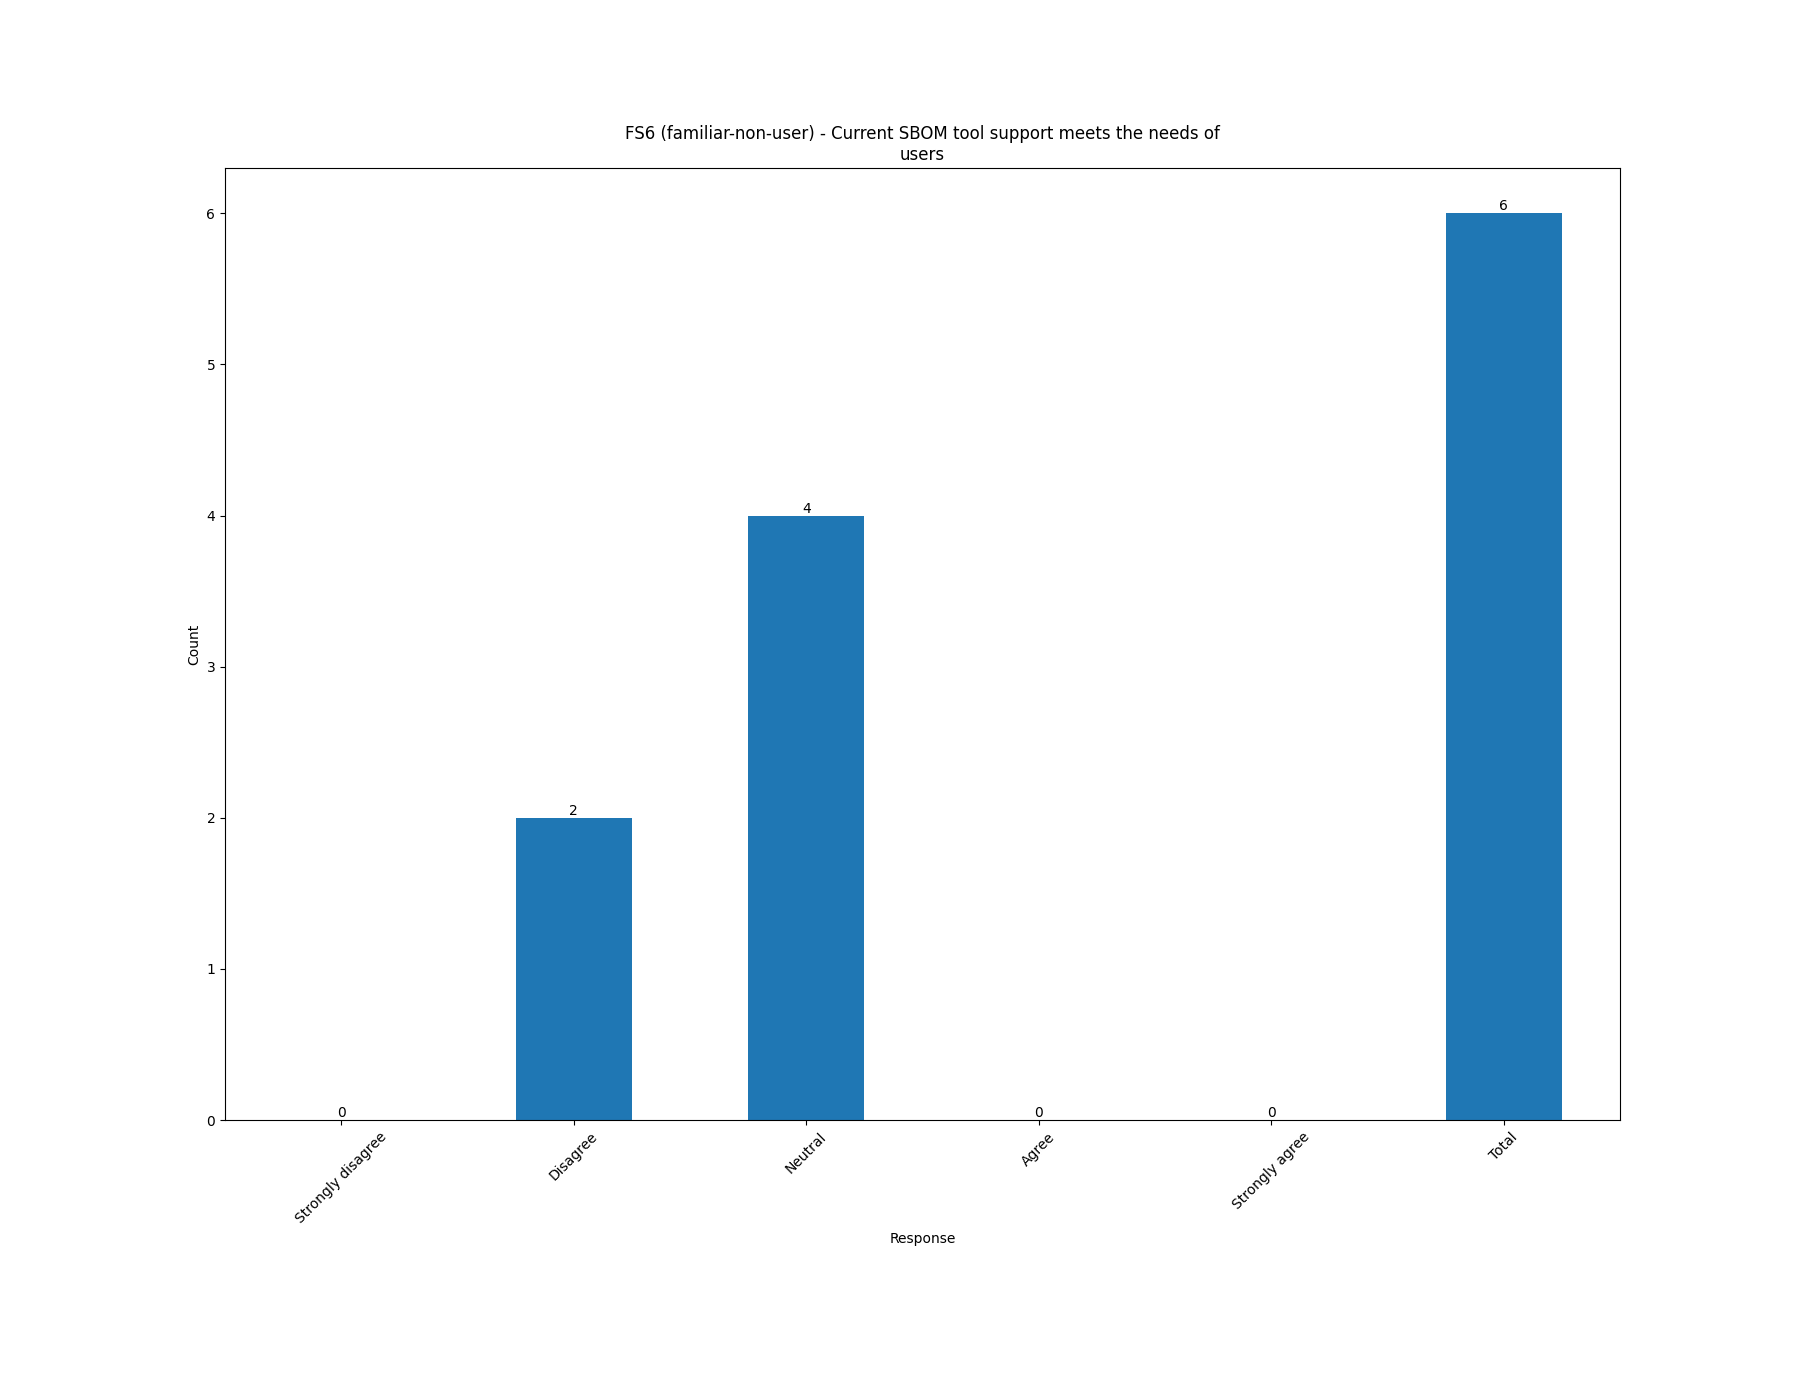 FS6 (familiar-non-user) - Current SBOM tool support meets the needs of
users
6
6
5
4
4
Count
3
2
2
1
0
0
0
0
Strongly disagree
Disagree
Neutral
Agree
Strongly agree
Total
Response